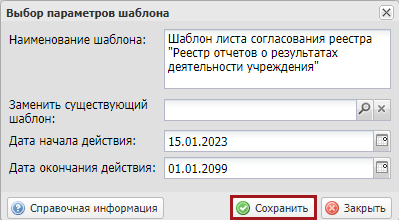 Выбор параметров шаблона
Наименование шаблона:
Шаблон листа согласования реестра
"Реестр отчетов о результатах
деятельности учреждения"
Заменить существующий
шаблон:
Дата начала действия:
15.01.2023
Дата окончания действия:
01.01.2099
Справочная информация
Сохранить
Закрыть